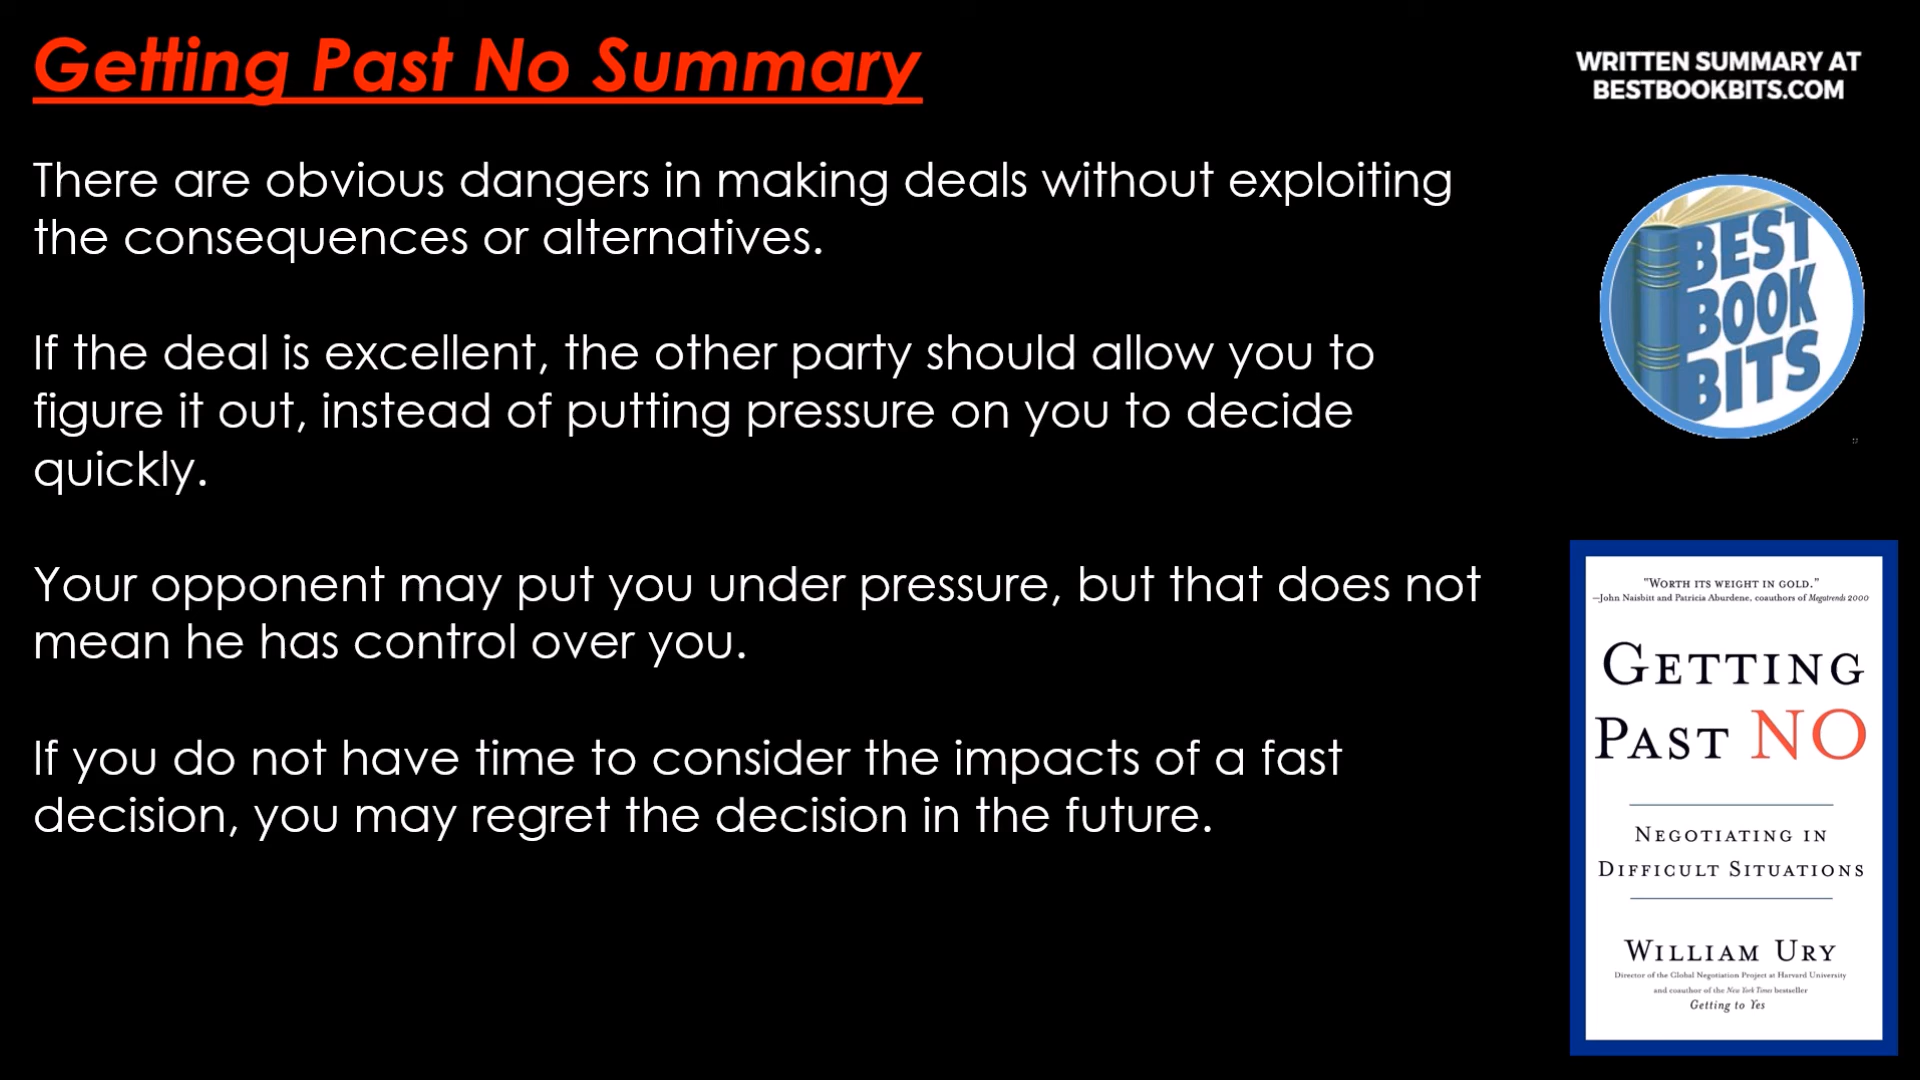 Getting Past No Summary
WRITTEN SUMMARY AT
BESTBOOKBITS.COM
There are obvious dangers in making deals without exploiting
the consequences or alternatives.
If the deal is excellent, the other party should allow you to
figure it out, instead of putting pressure on you to decide
quickly.
Your opponent may put you under pressure, but that does not
mean he has control over you.
If you do not have time to consider the impacts of a fast
decision, you may regret the decision in the future.
BEST
BOOK
BITS
"WORTH ITS WEIGHT IN GOLD."
—John Naisbitt and Patricia Aburdene, coauthors of Megatrends 2000
GETTING
PAST NO
NEGOTIATING IN
DIFFICULT SITUATIONS
WILLIAM URY
Director of the Global Negotiation Project at Harvard University
and coauthor of the New York Times bestseller
Getting to Yes